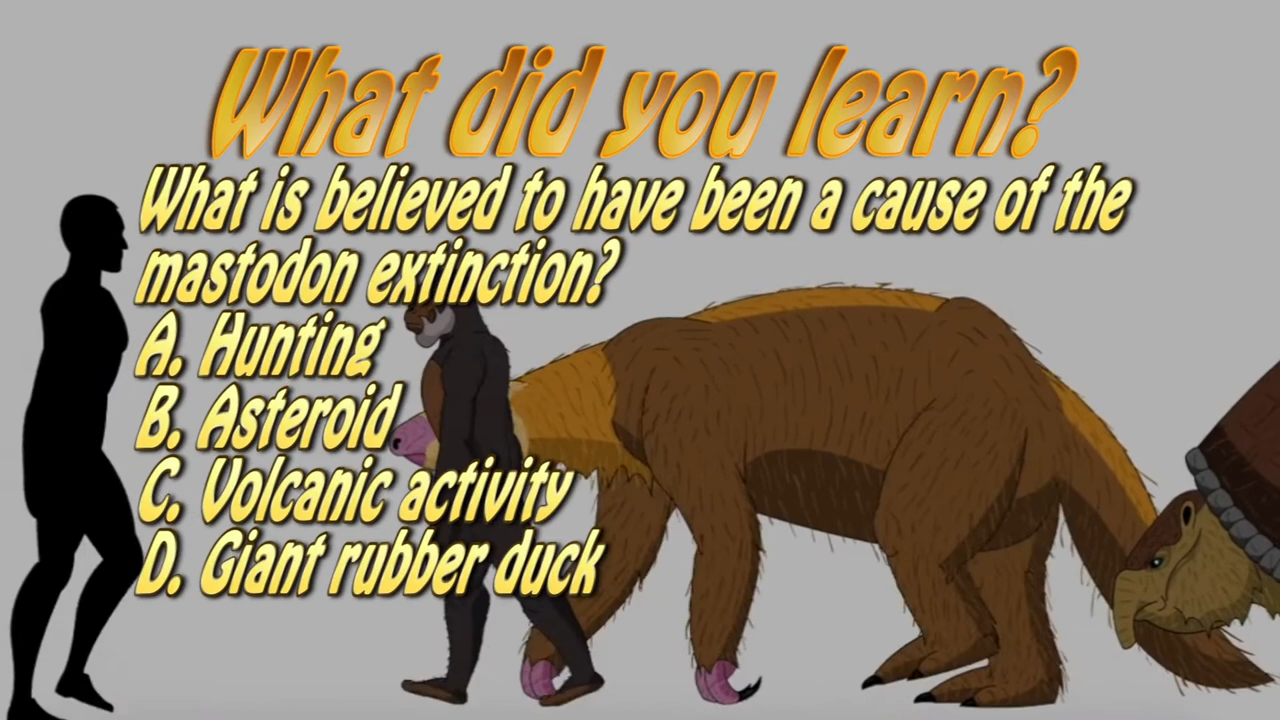 What did you learn?
What is believed to have been a cause of the
mastodon extinction?
A. Hunting
B. Asteroid
C. Volcanic activity
D. Giant rubber duck